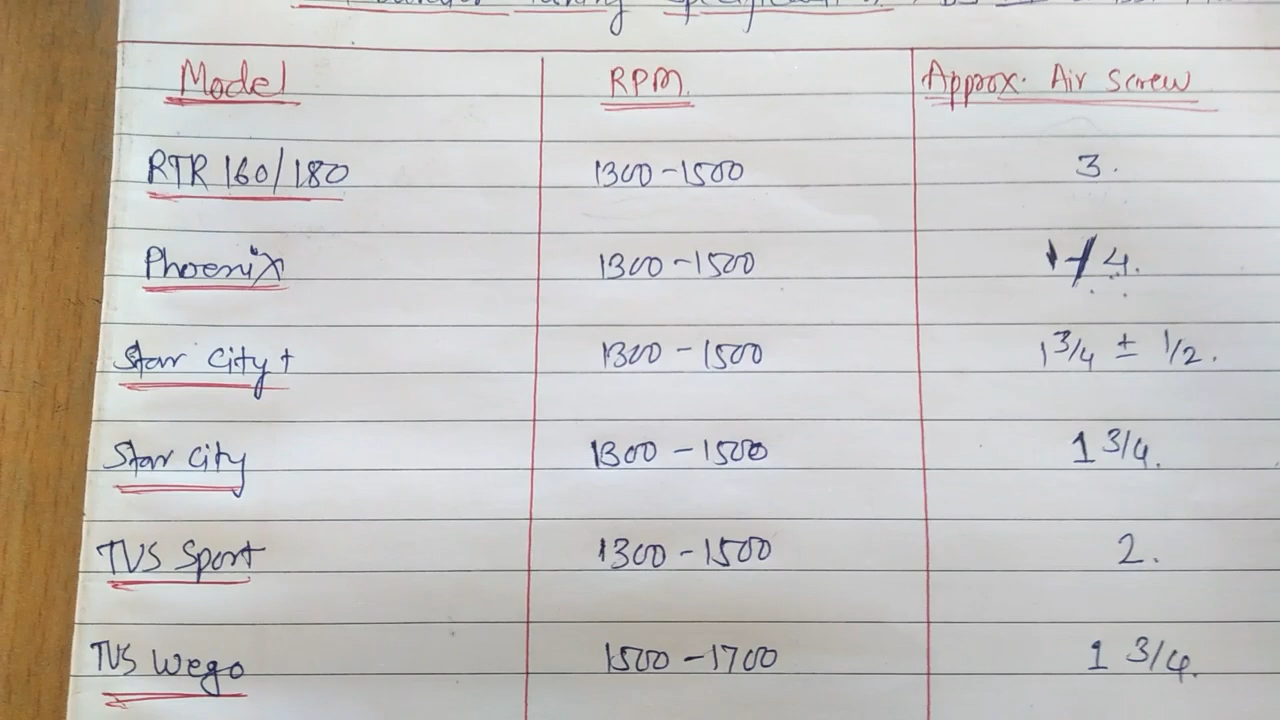 Tuning
Model RPM. Approx. Air Screw
RTR 160/180 1300-1500 3.
Phoenix 1300-1500 4.
Star City+ 1300-1500 1 3/4 ± 1/2.
Star City 1300-1500 1 3/4.
TVS Sport 1300-1500 2.
TVS Wego 1500-1700 1 3/4.